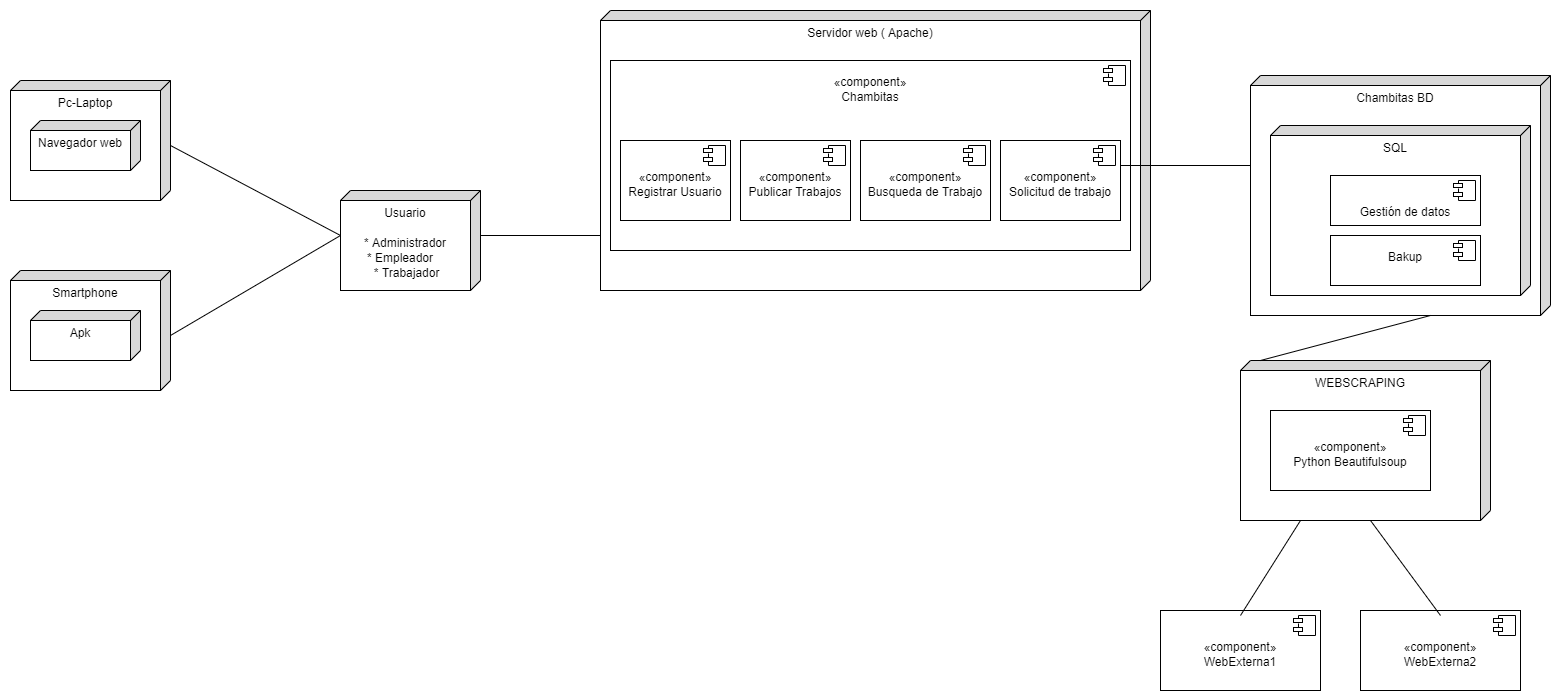 Servidor web ( Apache)
«component»
Chambitas
«component»
Registrar Usuario
«component»
Publicar Trabajos
«component»
Busqueda de Trabajo
«component»
Solicitud de trabajo
Pc-Laptop
Navegador web
Smartphone
Apk
Usuario
* Administrador
* Empleador
* Trabajador
Chambitas BD
SQL
Gestión de datos
Bakup
WEBSCRAPING
«component»
Python Beautifulsoup
«component»
WebExterna1
«component»
WebExterna2